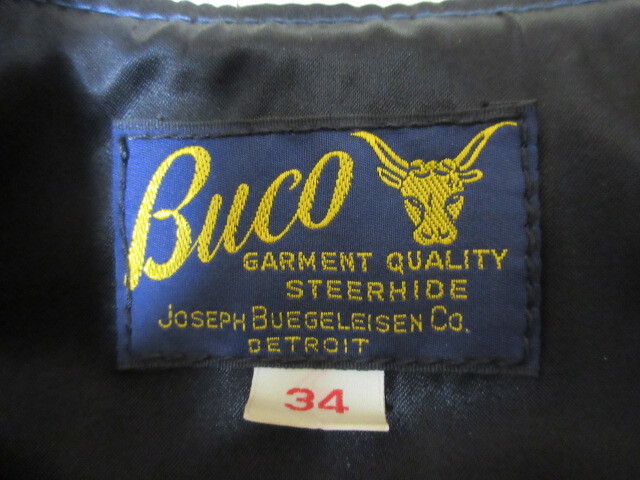 Buco
GARMENT QUALITY
STEERHIDE
JOSEPH BUEGELEISEN CO.
DETROIT
34